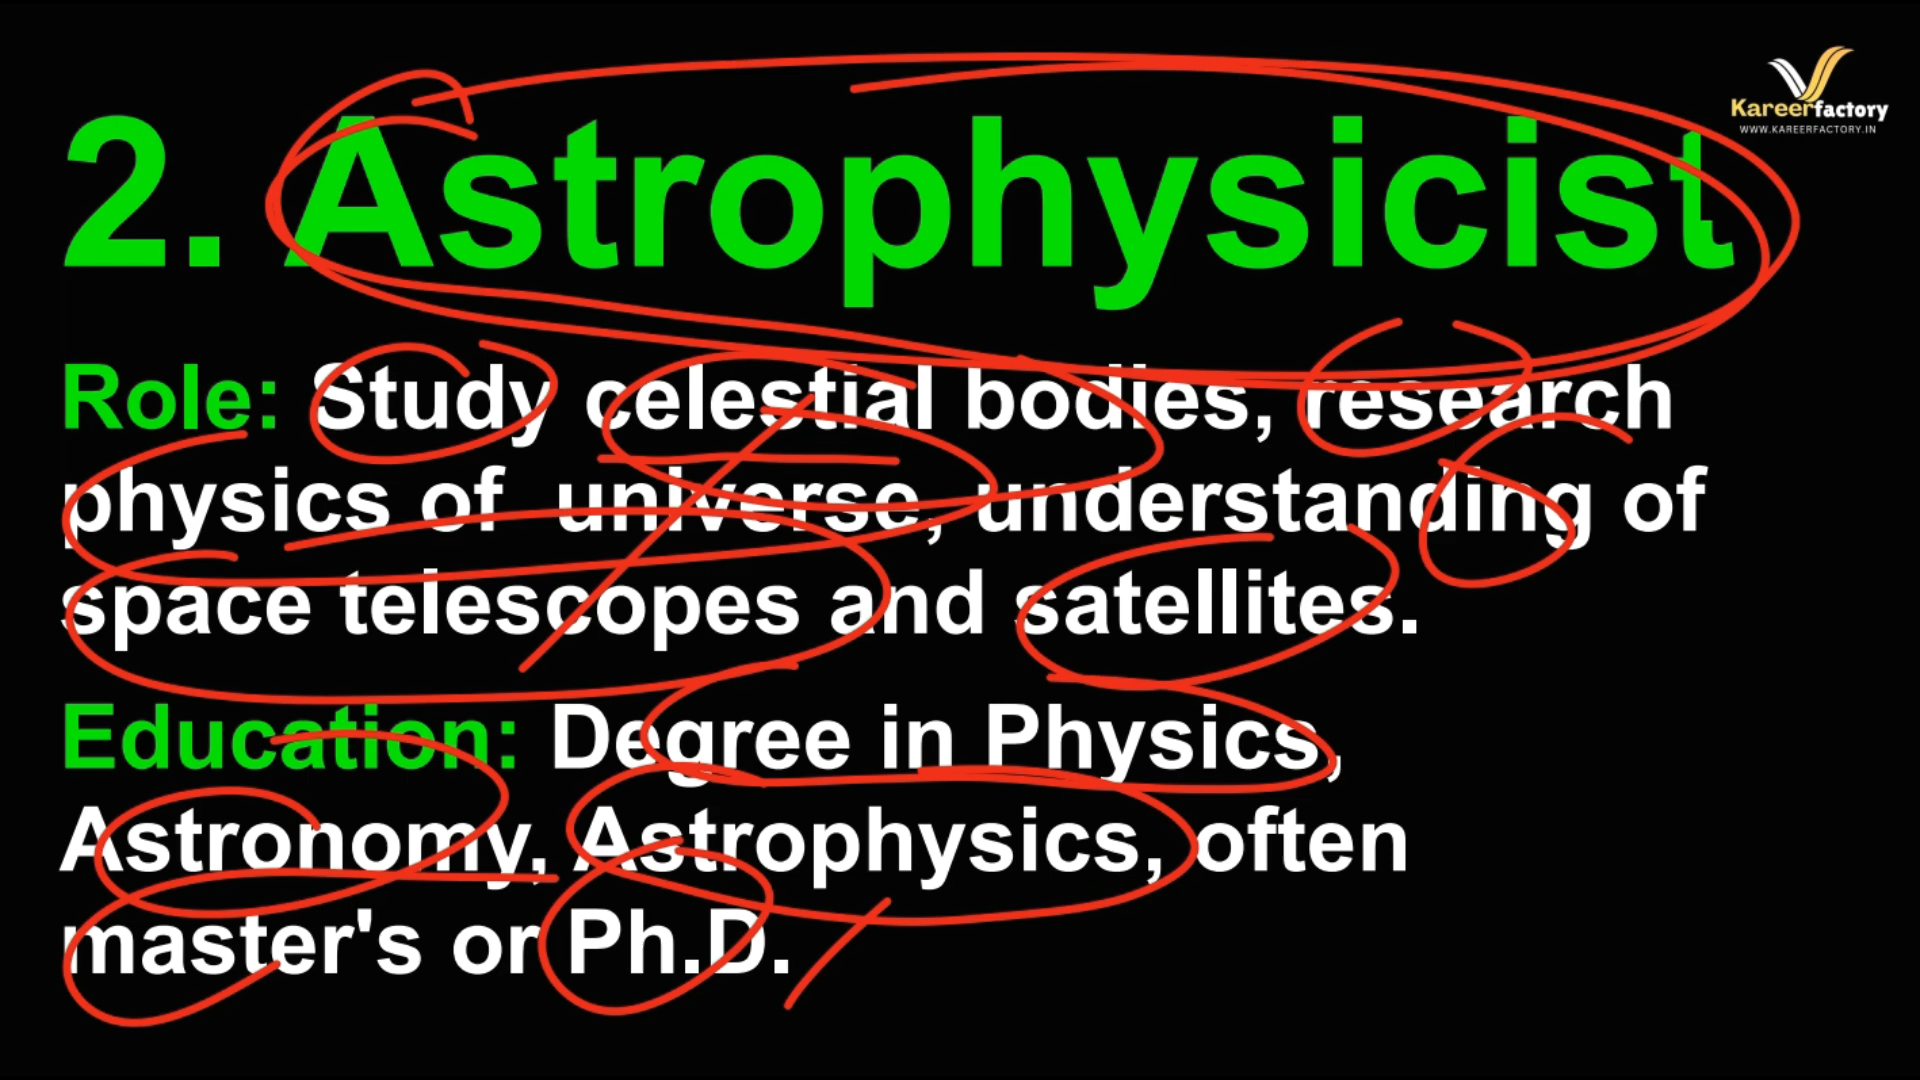 Kareerfactory
WWW.KAREERFACTORY.IN
2. Astrophysicist
Role: Study celestial bodies, research
physics of universe, understanding of
space telescopes and satellites.
Education: Degree in Physics,
Astronomy, Astrophysics, often
master's or Ph.D.